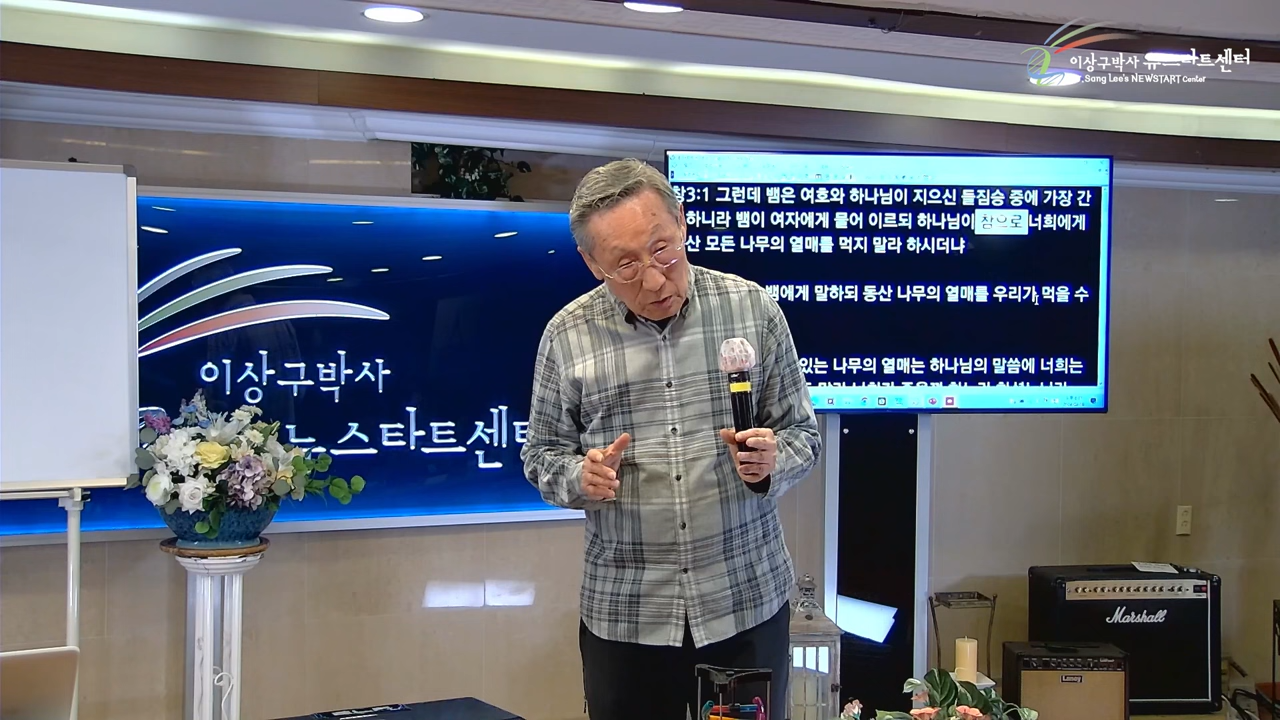 이상구박사 뉴스타트센터
Sang Lee's NEWSTART Center
창3:1 그런데 뱀은 여호와 하나님이 지으신 들짐승 중에 가장 간
하니라 뱀이 여자에게 물어 이르되 하나님이 참으로 너희에게
산 모든 나무의 열매를 먹지 말라 하시더냐
뱀에게 말하되 동산 나무의 열매를 우리가 먹을 수
있는 나무의 열매는 하나님의 말씀에 너희는
이상구박사
뉴스타트센터
Marshall
Laney